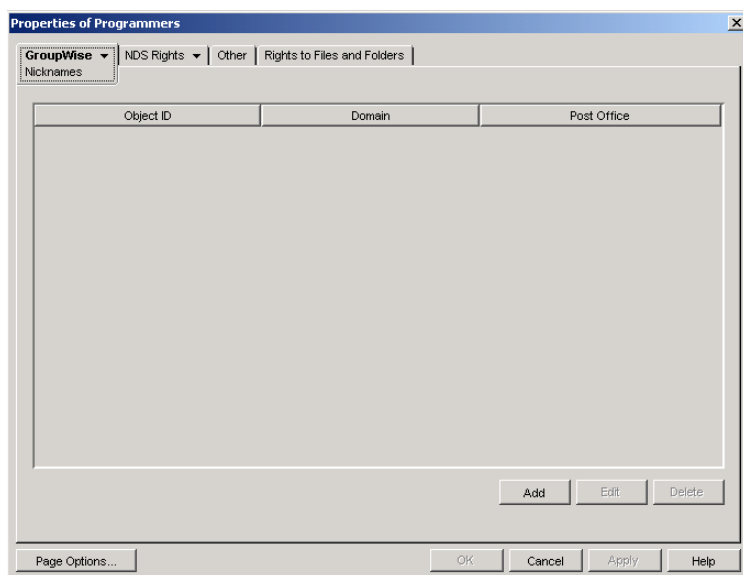 Properties of Programmers
GroupWise NDS Rights Other Rights to Files and Folders
Nicknames
Object ID Domain Post Office
Add Edit Delete
Page Options... OK Cancel Apply Help